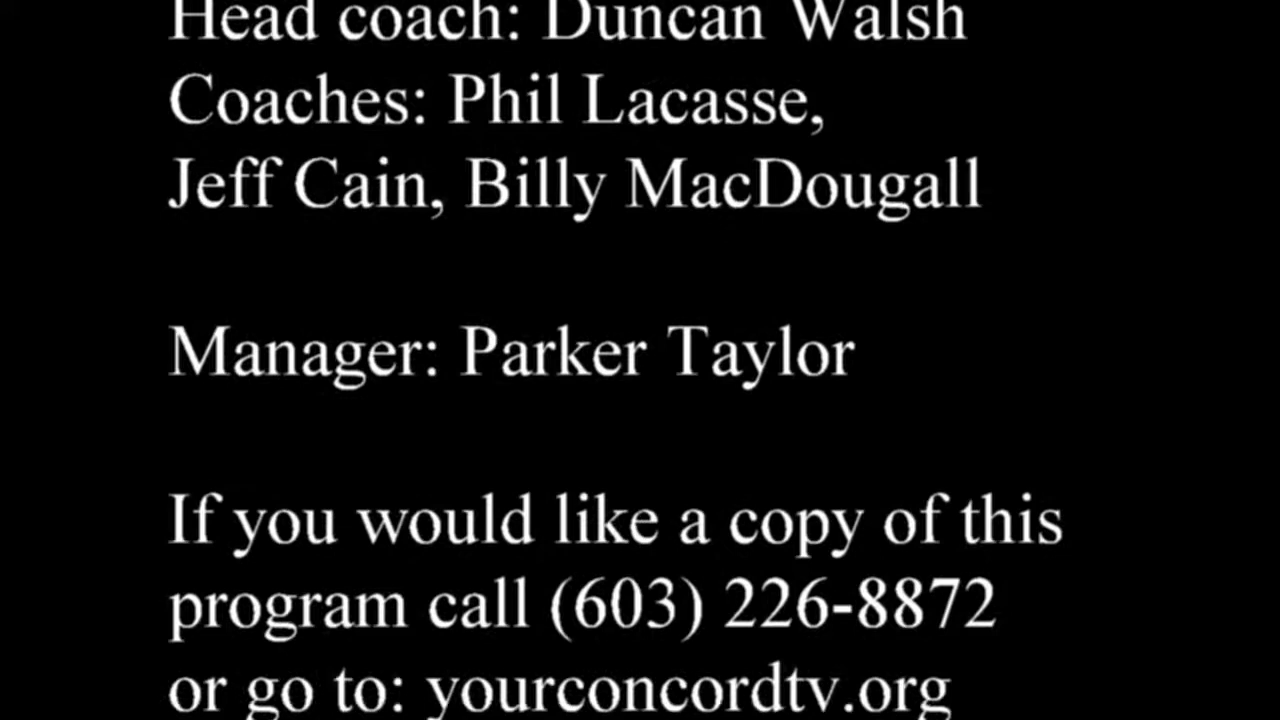 Head coach: Duncan Walsh
Coaches: Phil Lacasse,
Jeff Cain, Billy MacDougall
Manager: Parker Taylor
If you would like a copy of this
program call (603) 226-8872
or go to: yourconcordtv.org